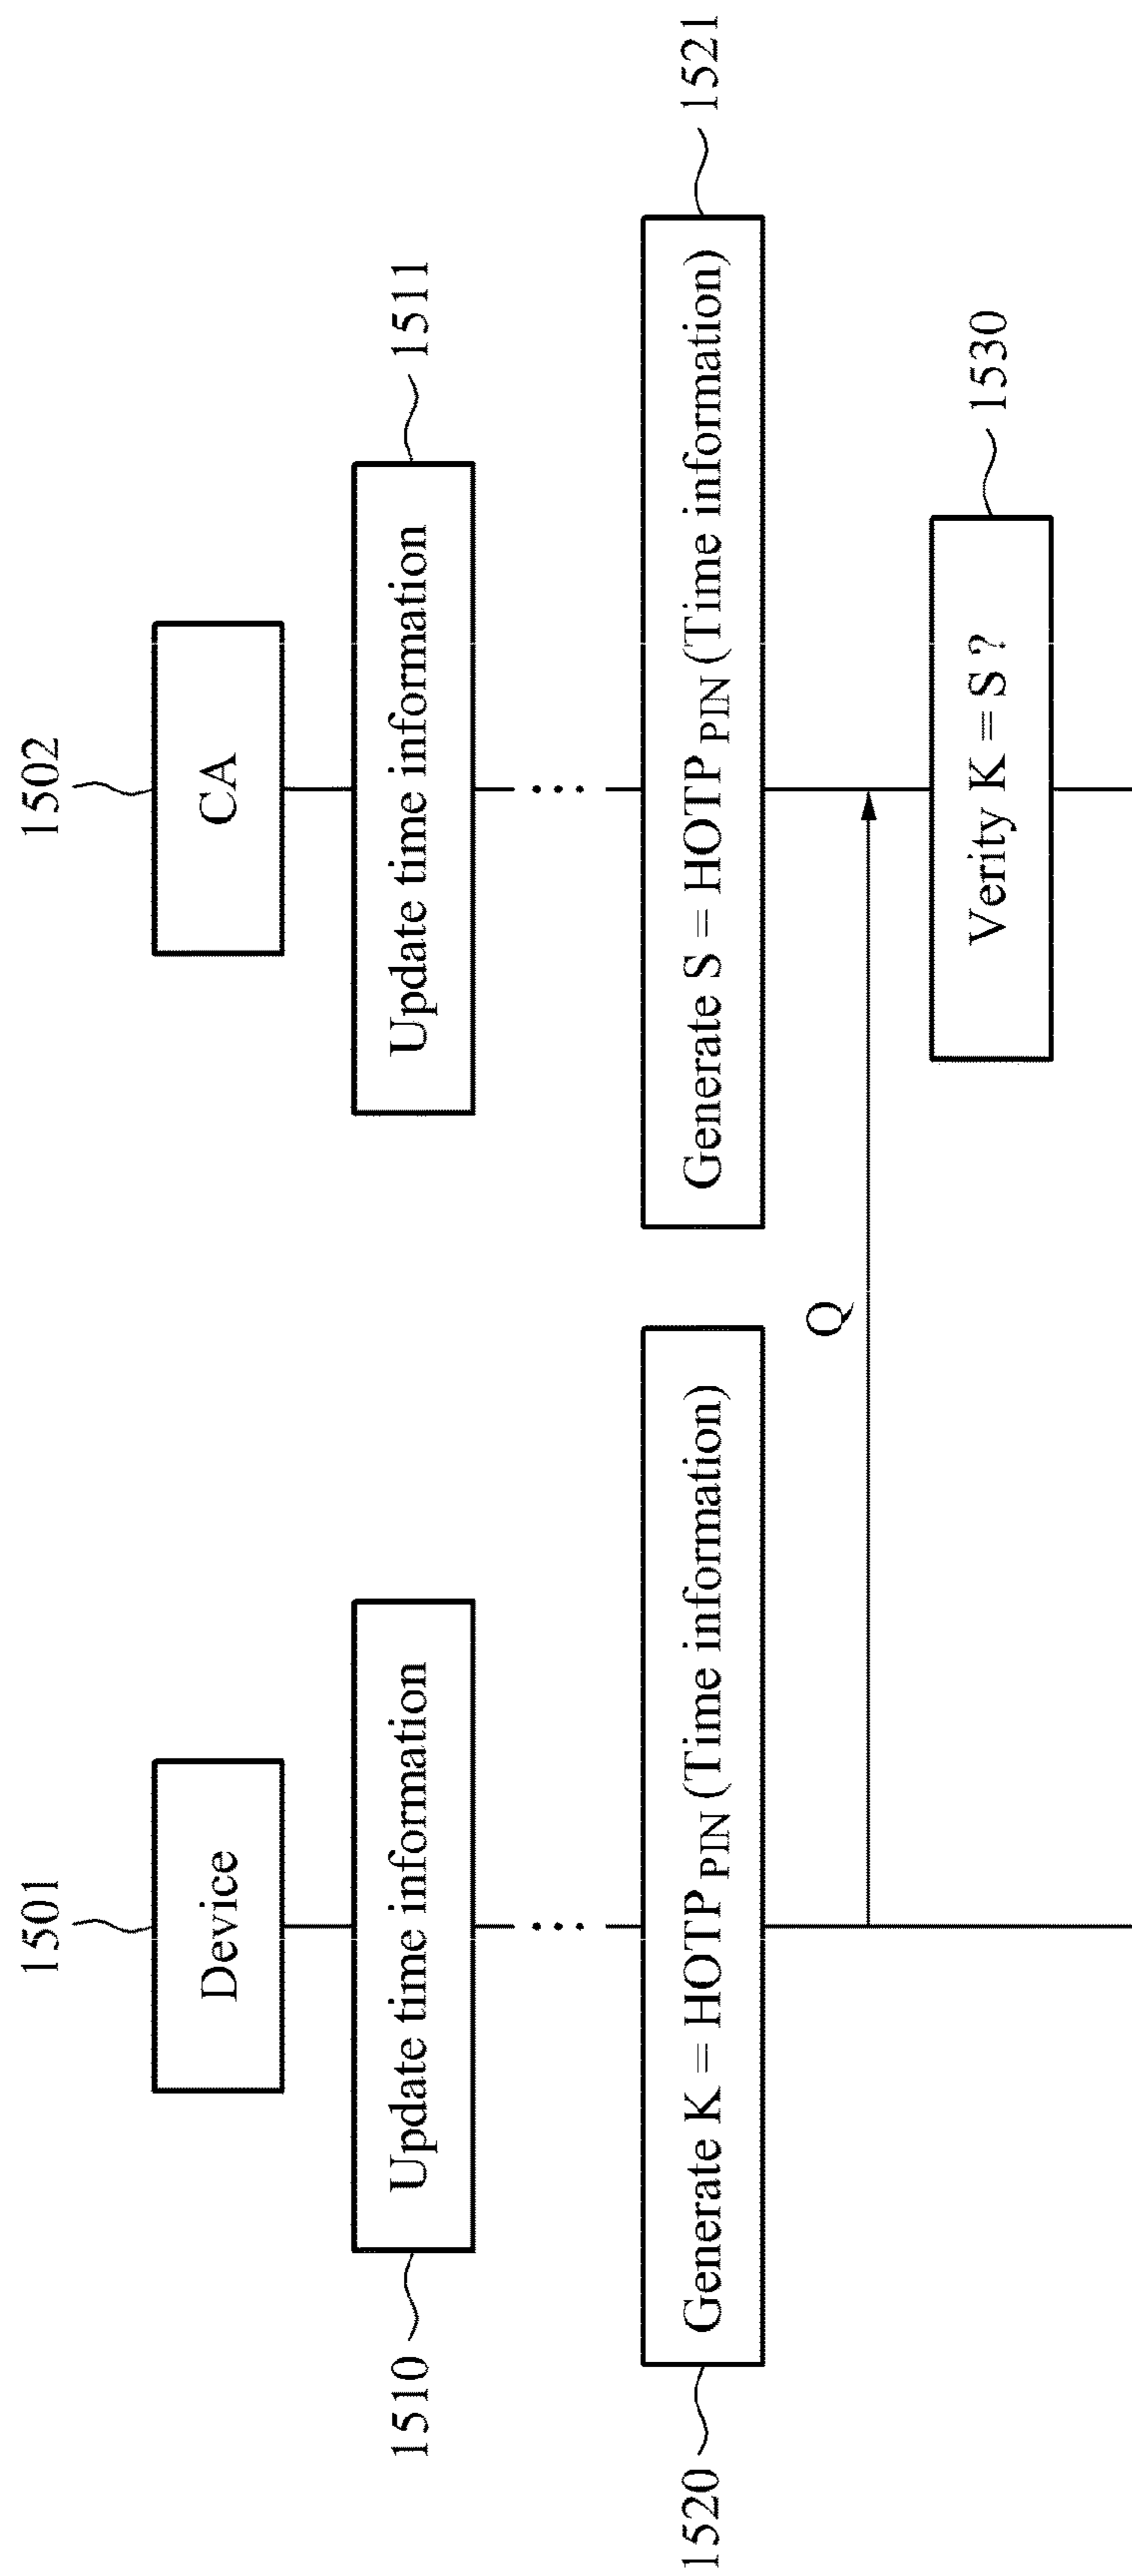 1501
1502
Device
CA
1510
Update time information
Update time information
1511
...
...
1520
Generate K = HOTP PIN (Time information)
Generate S = HOTP PIN (Time information)
1521
Q
Verity K = S ?
1530